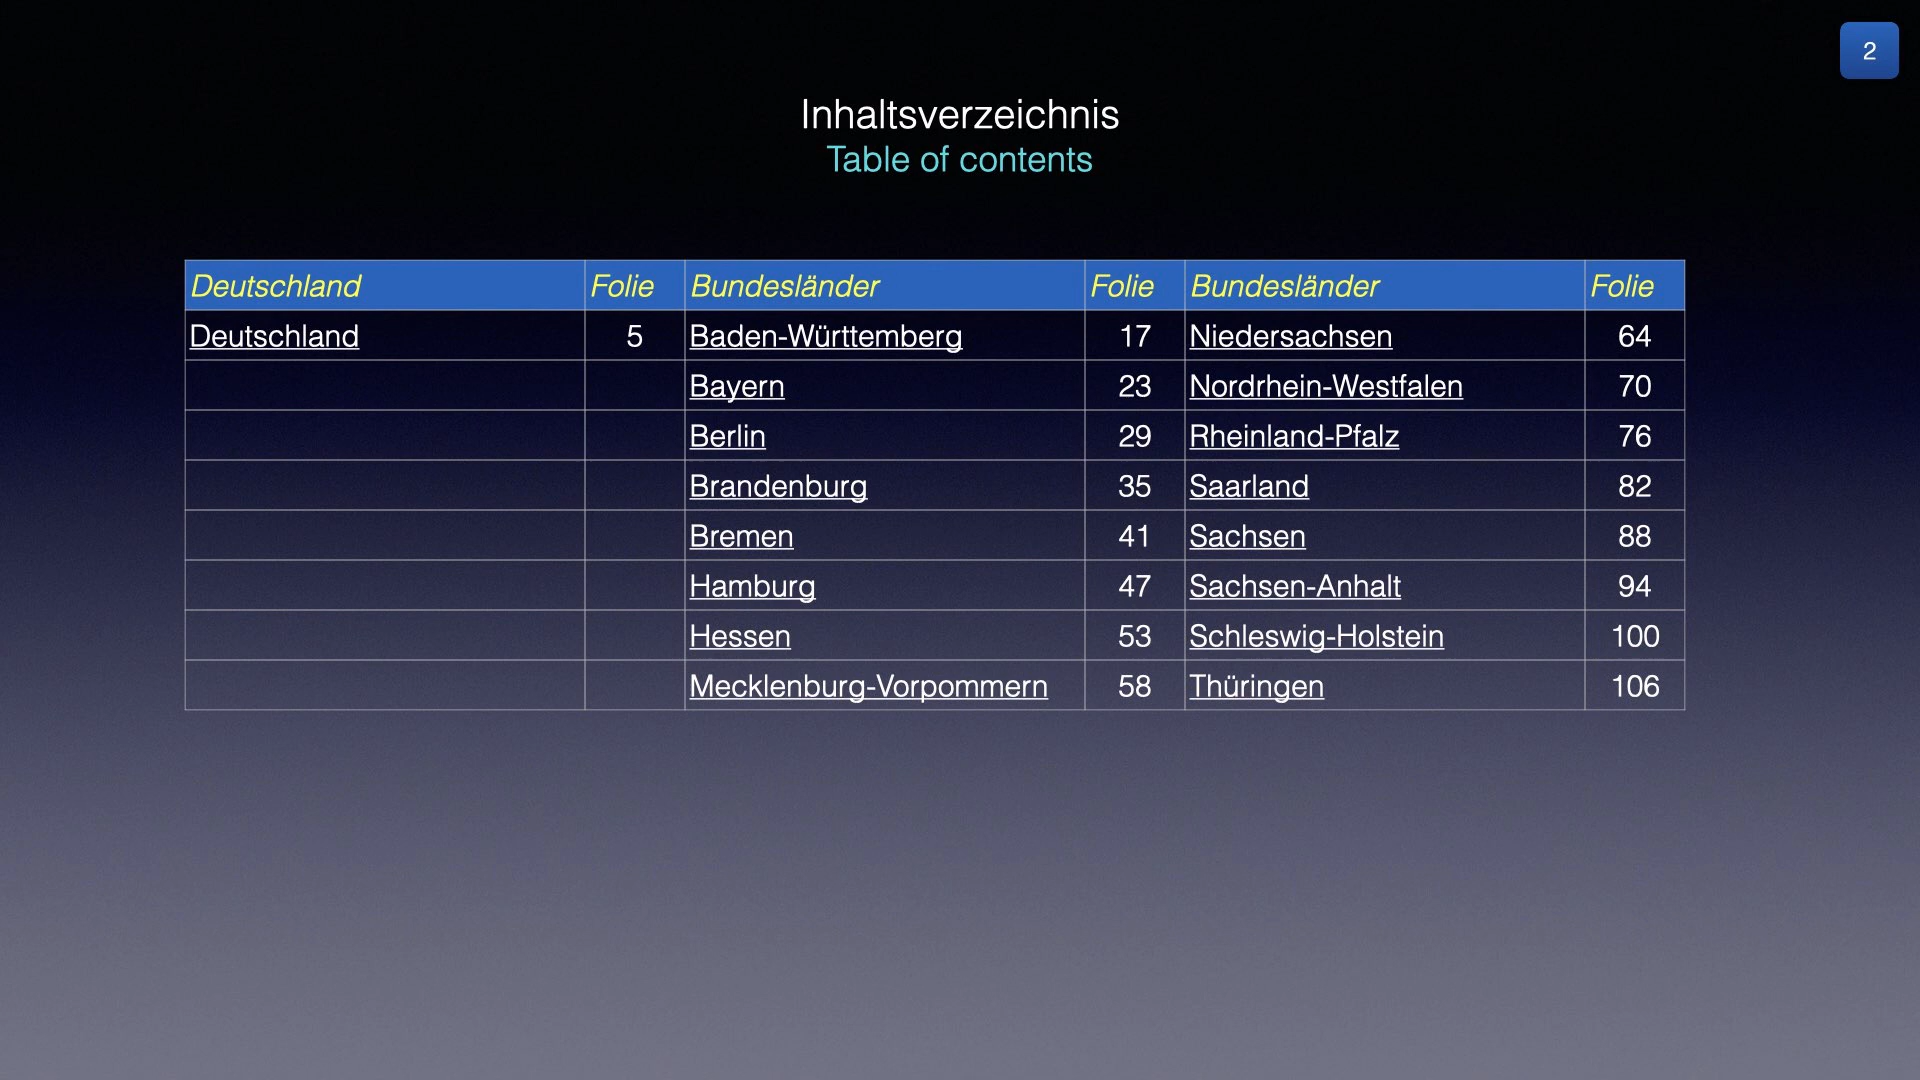 2
Inhaltsverzeichnis
Table of contents
Deutschland Folie Bundesländer Folie Bundesländer Folie
Deutschland 5 Baden-Württemberg 17 Niedersachsen 64
Bayern 23 Nordrhein-Westfalen 70
Berlin 29 Rheinland-Pfalz 76
Brandenburg 35 Saarland 82
Bremen 41 Sachsen 88
Hamburg 47 Sachsen-Anhalt 94
Hessen 53 Schleswig-Holstein 100
Mecklenburg-Vorpommern 58 Thüringen 106